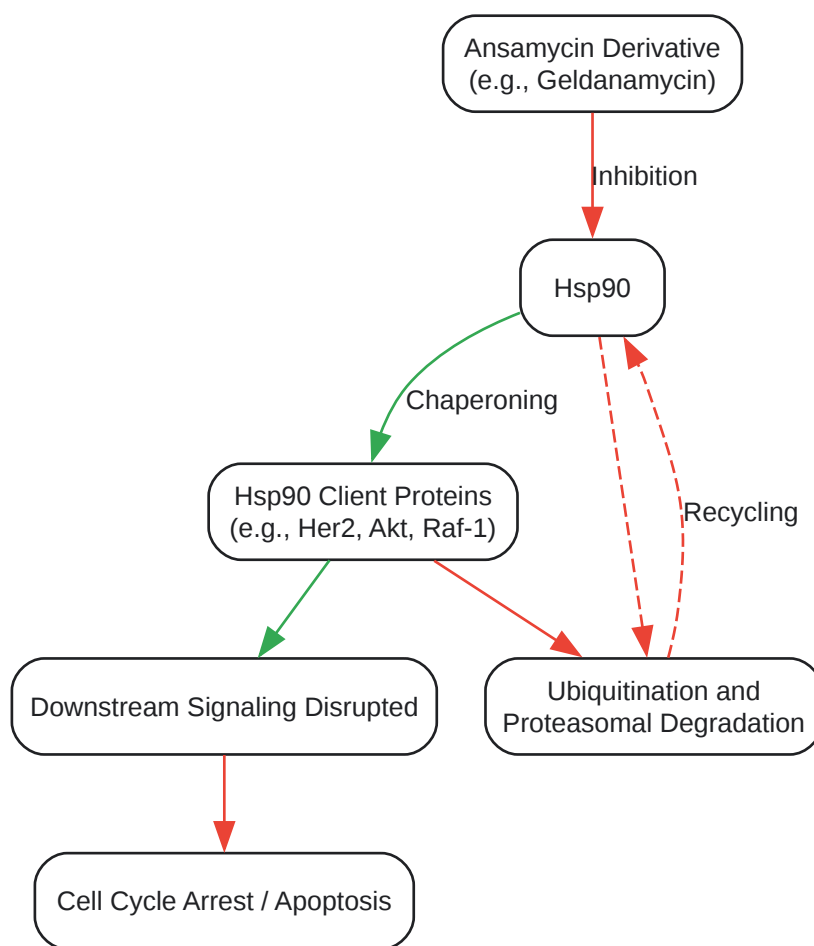 Ansamycin Derivative
(e.g., Geldanamycin)
Inhibition
Hsp90
Chaperoning
Hsp90 Client Proteins
(e.g., Her2, Akt, Raf-1)
Recycling
Downstream Signaling Disrupted
Ubiquitination and
Proteasomal Degradation
Cell Cycle Arrest / Apoptosis